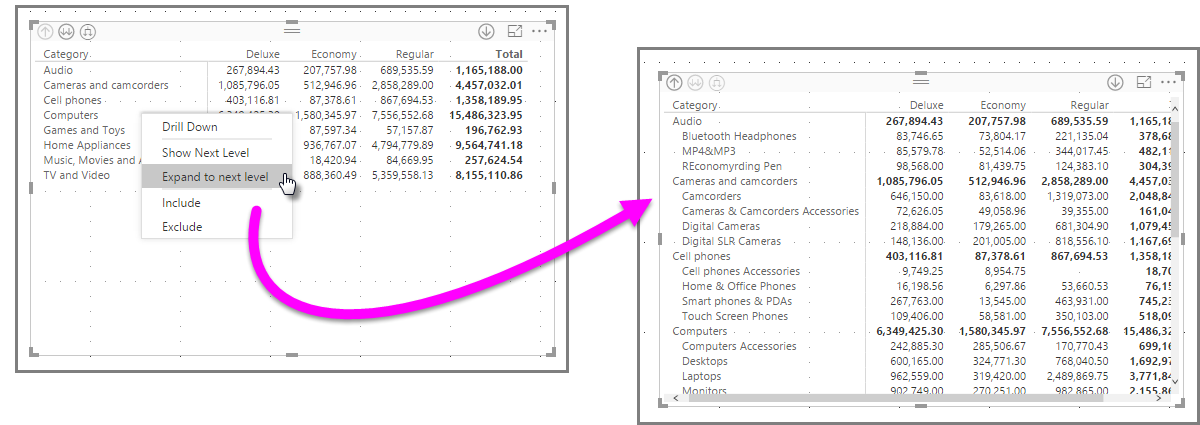 Category Deluxe Economy Regular Total
Audio 267,894.43 207,757.98 689,535.59 1,165,188.00
Cameras and camcorders 1,085,796.05 512,946.96 2,858,289.00 4,457,032.01
Cell phones 403,116.81 87,378.61 867,694.53 1,358,189.95
Computers 1,580,345.97 7,556,552.68 15,486,323.95
Games and Toys 87,597.34 57,157.87 196,762.93
Home Appliances 936,767.07 4,794,779.89 9,564,741.18
Music, Movies and 18,420.94 84,669.95 257,624.54
TV and Video 888,360.49 5,359,558.13 8,155,110.86
Drill Down
Show Next Level
Expand to next level
Include
Exclude
Category Deluxe Economy Regular
Audio 267,894.43 207,757.98 689,535.59 1,165,18
Bluetooth Headphones 83,746.65 73,804.17 221,135.04 378,68
MP4&MP3 85,579.78 52,514.06 344,017.45 482,11
REconomyrding Pen 98,568.00 81,439.75 124,383.10 304,39
Cameras and camcorders 1,085,796.05 512,946.96 2,858,289.00 4,457,03
Camcorders 646,150.00 83,618.00 1,319,073.00 2,048,84
Cameras & Camcorders Accessories 72,626.05 49,058.96 39,355.00 161,04
Digital Cameras 218,884.00 179,265.00 681,304.90 1,079,45
Digital SLR Cameras 148,136.00 201,005.00 818,556.10 1,167,69
Cell phones 403,116.81 87,378.61 867,694.53 1,358,18
Cell phones Accessories 9,749.25 8,954.75 18,70
Home & Office Phones 16,198.56 6,297.86 53,660.53 76,15
Smart phones & PDAs 267,763.00 13,545.00 463,931.00 745,23
Touch Screen Phones 109,406.00 58,581.00 350,103.00 518,09
Computers 6,349,425.30 1,580,345.97 7,556,552.68 15,486,32
Computers Accessories 242,885.30 285,506.67 170,770.43 699,16
Desktops 600,165.00 324,771.30 768,040.50 1,692,97
Laptops 962,559.00 319,420.00 2,489,869.75 3,771,84
Monitors 902,749.00 270,251.00 982,865.00 2,155,86